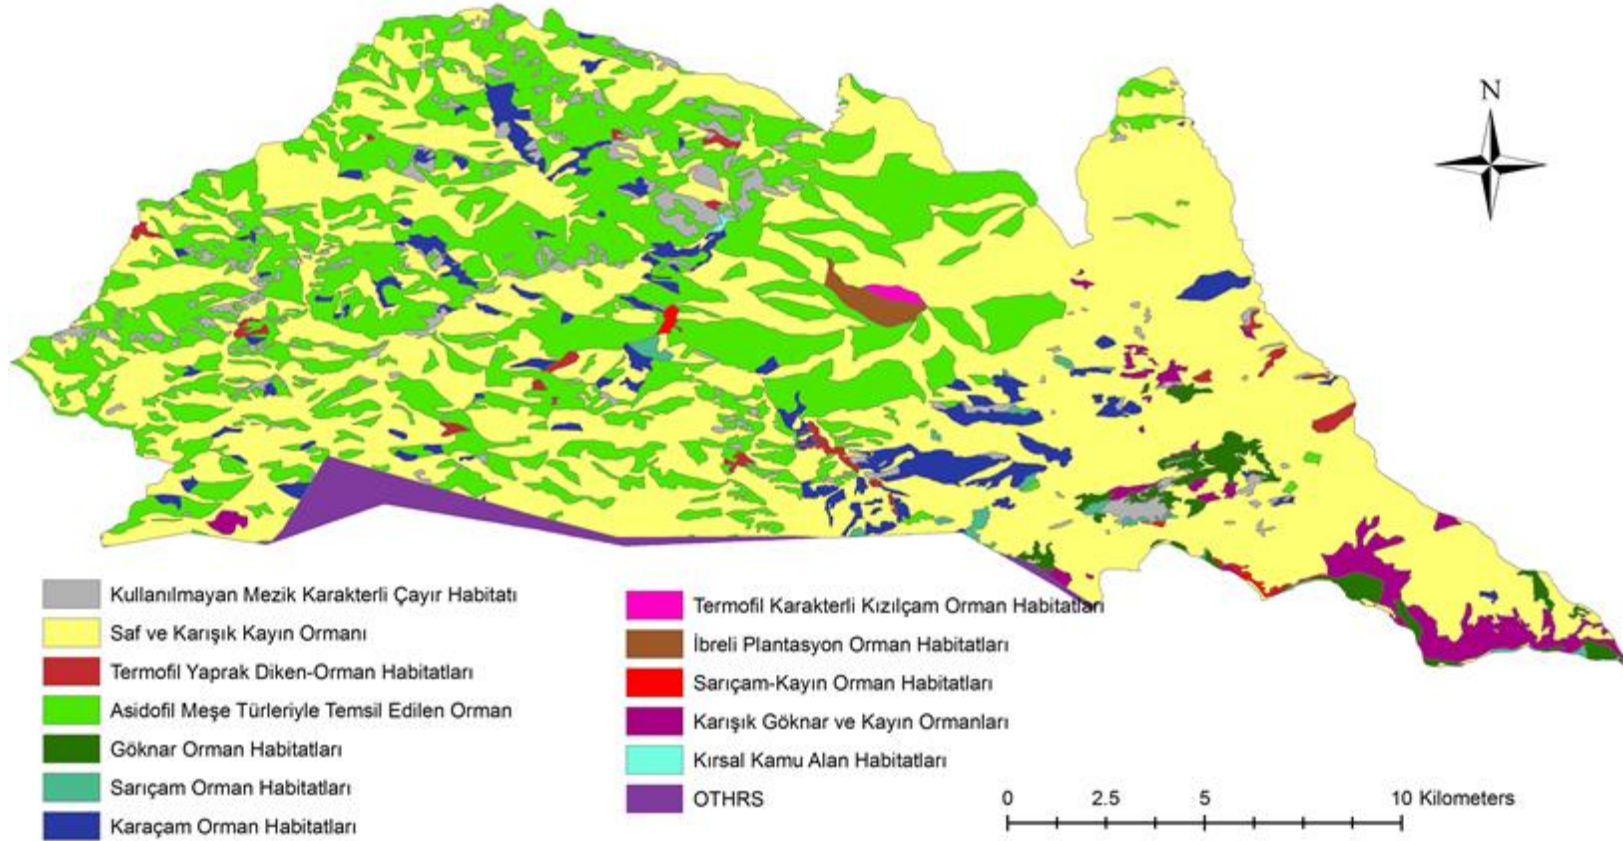 N
Kullanılmayan Mezik Karakterli Çayır Habitatı
Saf ve Karışık Kayın Ormanı
Termofil Yaprak Diken-Orman Habitatları
Asidofil Meşe Türleriyle Temsil Edilen Orman
Göknar Orman Habitatları
Sarıçam Orman Habitatları
Karaçam Orman Habitatları
Termofil Karakterli Kızılçam Orman Habitatları
İbreli Plantasyon Orman Habitatları
Sarıçam-Kayın Orman Habitatları
Karışık Göknar ve Kayın Ormanları
Kırsal Kamu Alan Habitatları
OTHRS
0 2.5 5 10 Kilometers